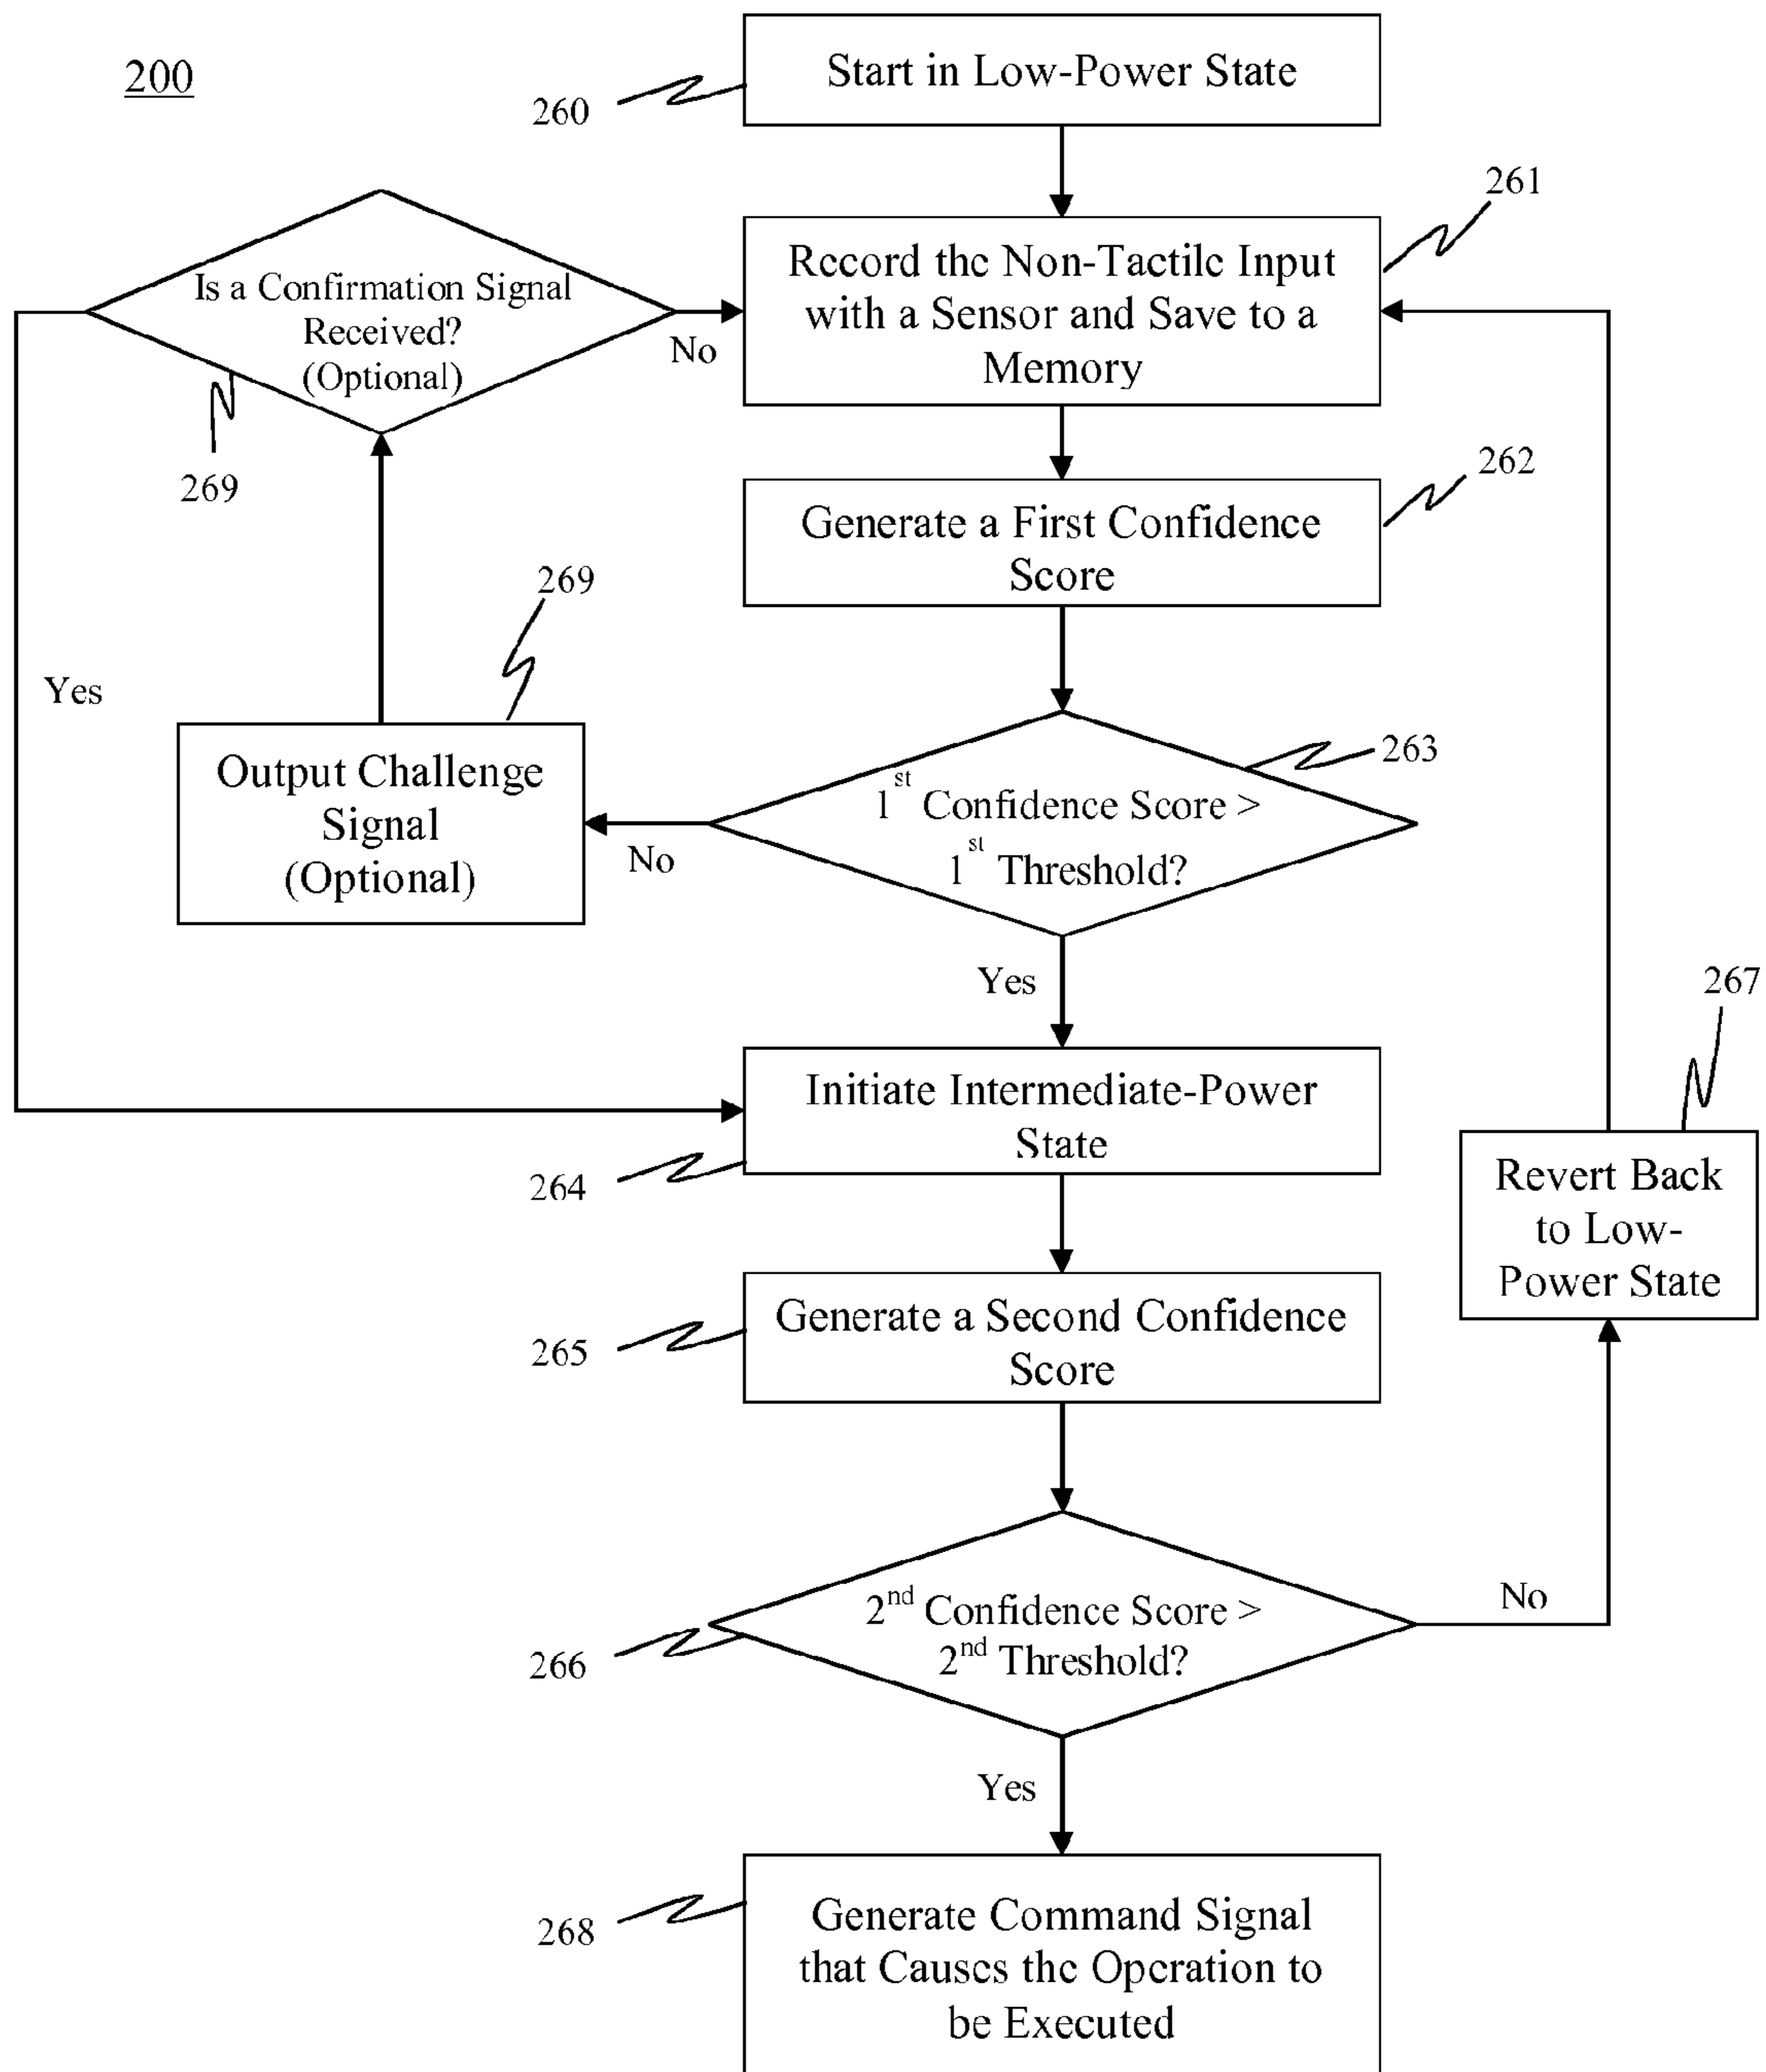 200
Start in Low-Power State
260
261
Record the Non-Tactile Input
with a Sensor and Save to a
Memory
Is a Confirmation Signal
Received?
(Optional)
No
269
262
Generate a First Confidence
Score
269
Yes
Output Challenge
Signal
(Optional)
No
263
1st Confidence Score >
1st Threshold?
Yes
267
Initiate Intermediate-Power
State
264
Revert Back
to Low-
Power State
Generate a Second Confidence
Score
265
2nd Confidence Score >
2nd Threshold?
No
266
Yes
Generate Command Signal
that Causes the Operation to
be Executed
268